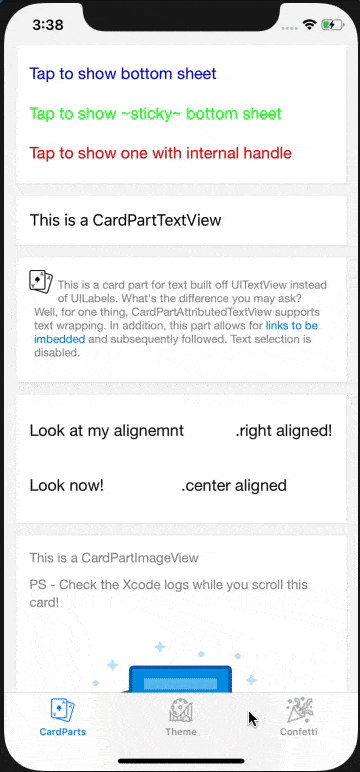 3:38
Tap to show bottom sheet
Tap to show ~sticky~ bottom sheet
Tap to show one with internal handle
This is a CardPartTextView
This is a card part for text built off UITextView instead
of UILabels. What's the difference you may ask?
Well, for one thing, CardPartAttributedTextView supports
text wrapping. In addition, this part allows for links to be
imbedded and subsequently followed. Text selection is
disabled.
Look at my alignemnt .right aligned!
Look now! .center aligned
This is a CardPartImageView
PS - Check the Xcode logs while you scroll this
card!
CardParts Theme Confetti